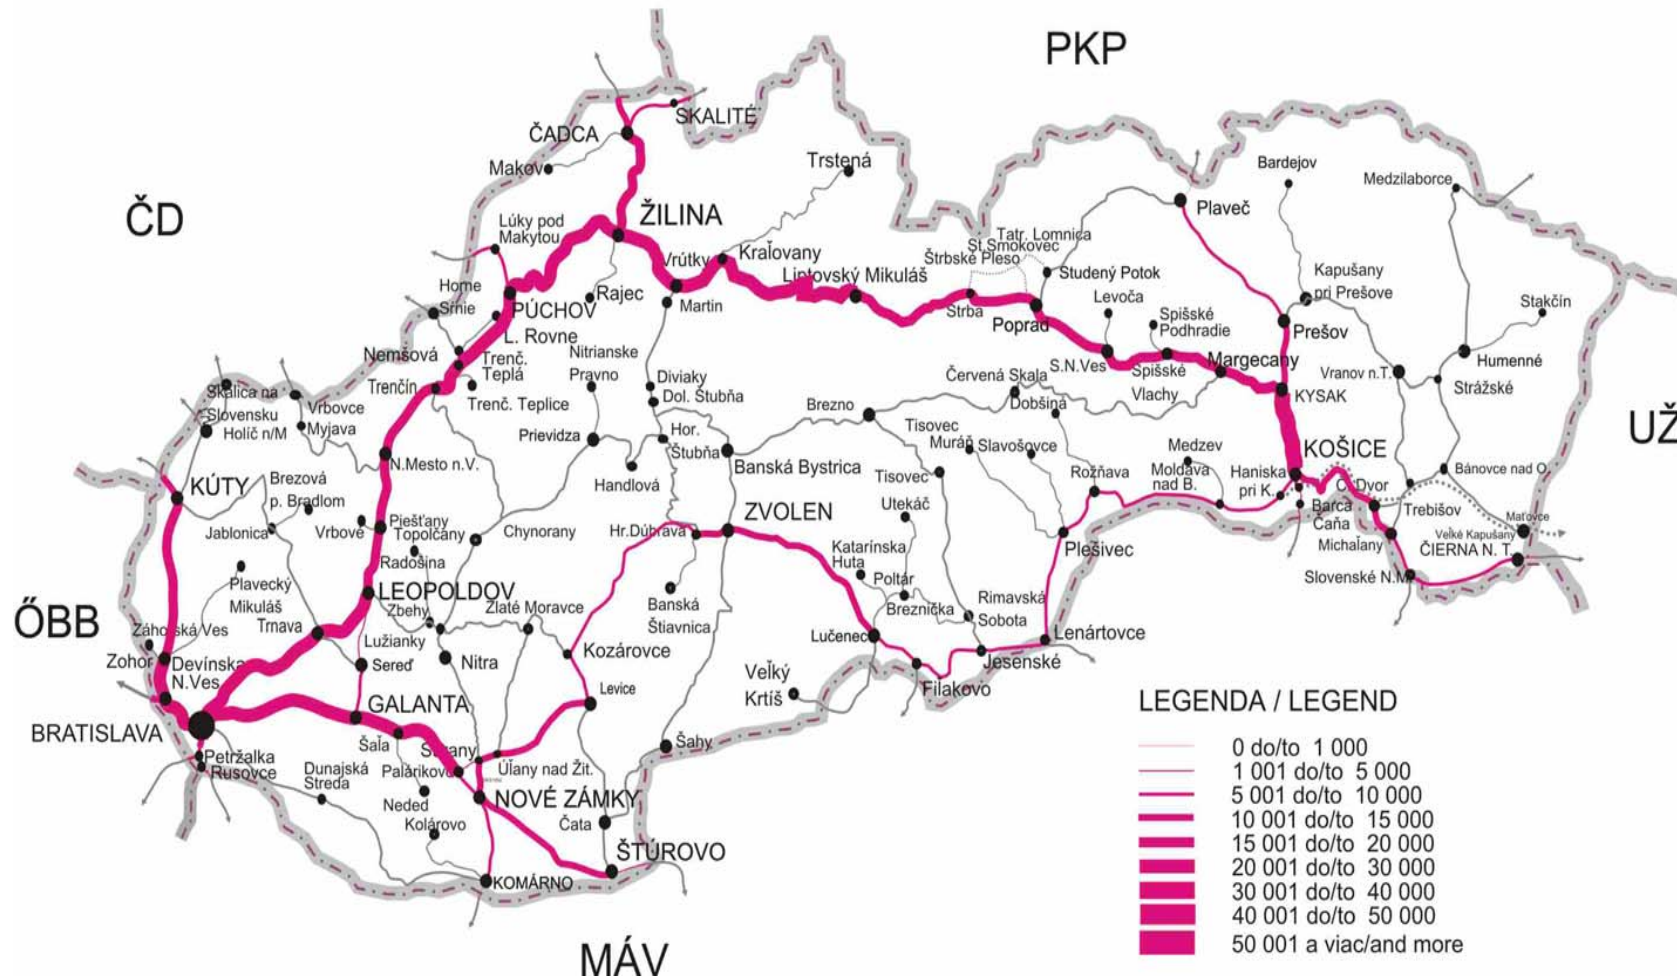 PKP
SKALITÉ
ČADCA
Makov
Trstená
Bardejov
Medzilaborce
ČD
Lúky pod
Makytou
ŽILINA
Plaveč
Vrútky
Kraľovany
Tatr. Lomnica
St.Smokovec
Štrbské Pleso
Liptovský Mikuláš
Studený Potok
Kapušany
pri Prešove
Horne
Sŕnie
PÚCHOV
Rajec
Martin
Štrba
Poprad
Levoča
Spišské
Podhradie
Prešov
Stakčín
L. Rovne
Nemšová
Trenč.
Teplá
Nitrianske
Pravno
Diviaky
Dol. Štubňa
Červená Skala
S.N.Ves
Spišské
Vlachy
Margecany
KYSAK
Vranov n.T.
Humenné
Strážské
Trenčín
Trenč. Teplice
Skalica na
Slovensku
Holíč n/M
Vrbovce
Myjava
Brezno
Dobšiná
UŽ
Prievidza
Hor.
Štubňa
Banská Bystrica
Tisovec
Muráň
Slavošovce
Medzev
KOŠICE
N.Mesto n.V.
Handlová
Tisovec
Rožňava
Moldava
nad B.
Haniska
pri K.
Bánovce nad O.
KÚTY
Brezová
p. Bradlom
Utekáč
Č. Dvor
Barca
Čaňa
Trebišov
Jablonica
Vrbové
Piešťany
Topoľčany
Chynorany
Hr.Dúbrava
ZVOLEN
Maťovce
Veľké Kapušany
Michaľany
ČIERNA N. T.
Radošina
Katarínska
Huta
Plešivec
Slovenské N.M.
Plavecký
Mikuláš
LEOPOLDOV
Poltár
Breznička
Rimavská
Sobota
ÖBB
Záhorská Ves
Trnava
Zbehy
Zlaté Moravce
Banská
Štiavnica
Lužianky
Lučenec
Lenártovce
Zohor
Devínska
N.Ves
Sereď
Nitra
Kozárovce
Jesenské
Veľký
Krtíš
Fiľakovo
Levice
GALANTA
BRATISLAVA
Šaľa
Šurany
Šahy
Petržalka
Rusovce
Dunajská
Streda
Palárikovo
Úľany nad Žit.
Neded
NOVÉ ZÁMKY
Kolárovo
Čata
ŠTÚROVO
KOMÁRNO
MÁV
LEGENDA / LEGEND
0 do/to 1 000
1 001 do/to 5 000
5 001 do/to 10 000
10 001 do/to 15 000
15 001 do/to 20 000
20 001 do/to 30 000
30 001 do/to 40 000
40 001 do/to 50 000
50 001 a viac/and more